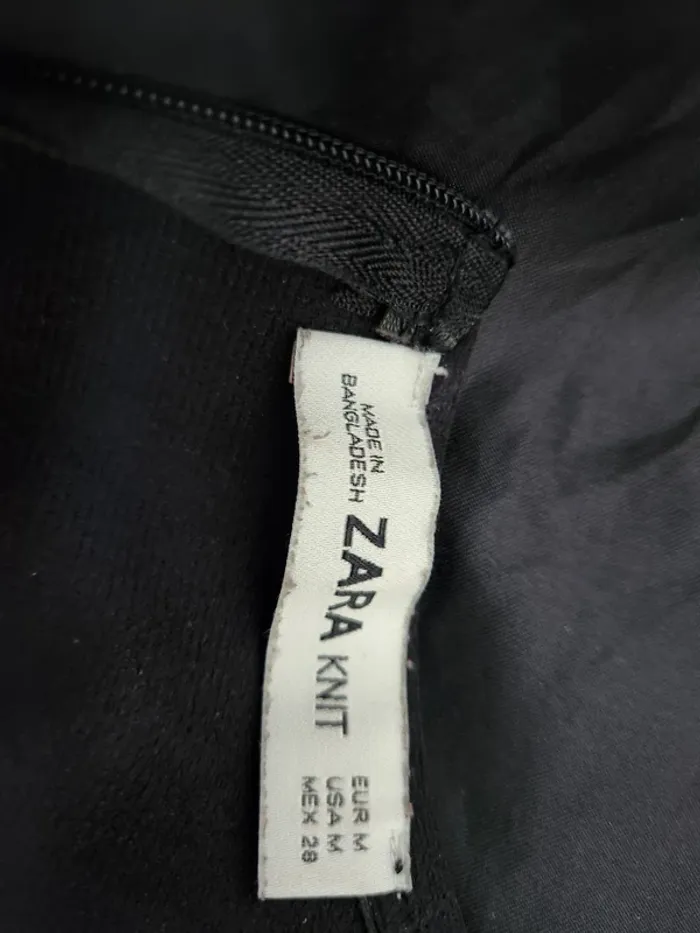 MADE IN
BANGLADESH
ZARA KNIT
EUR M
USA M
MEX 28